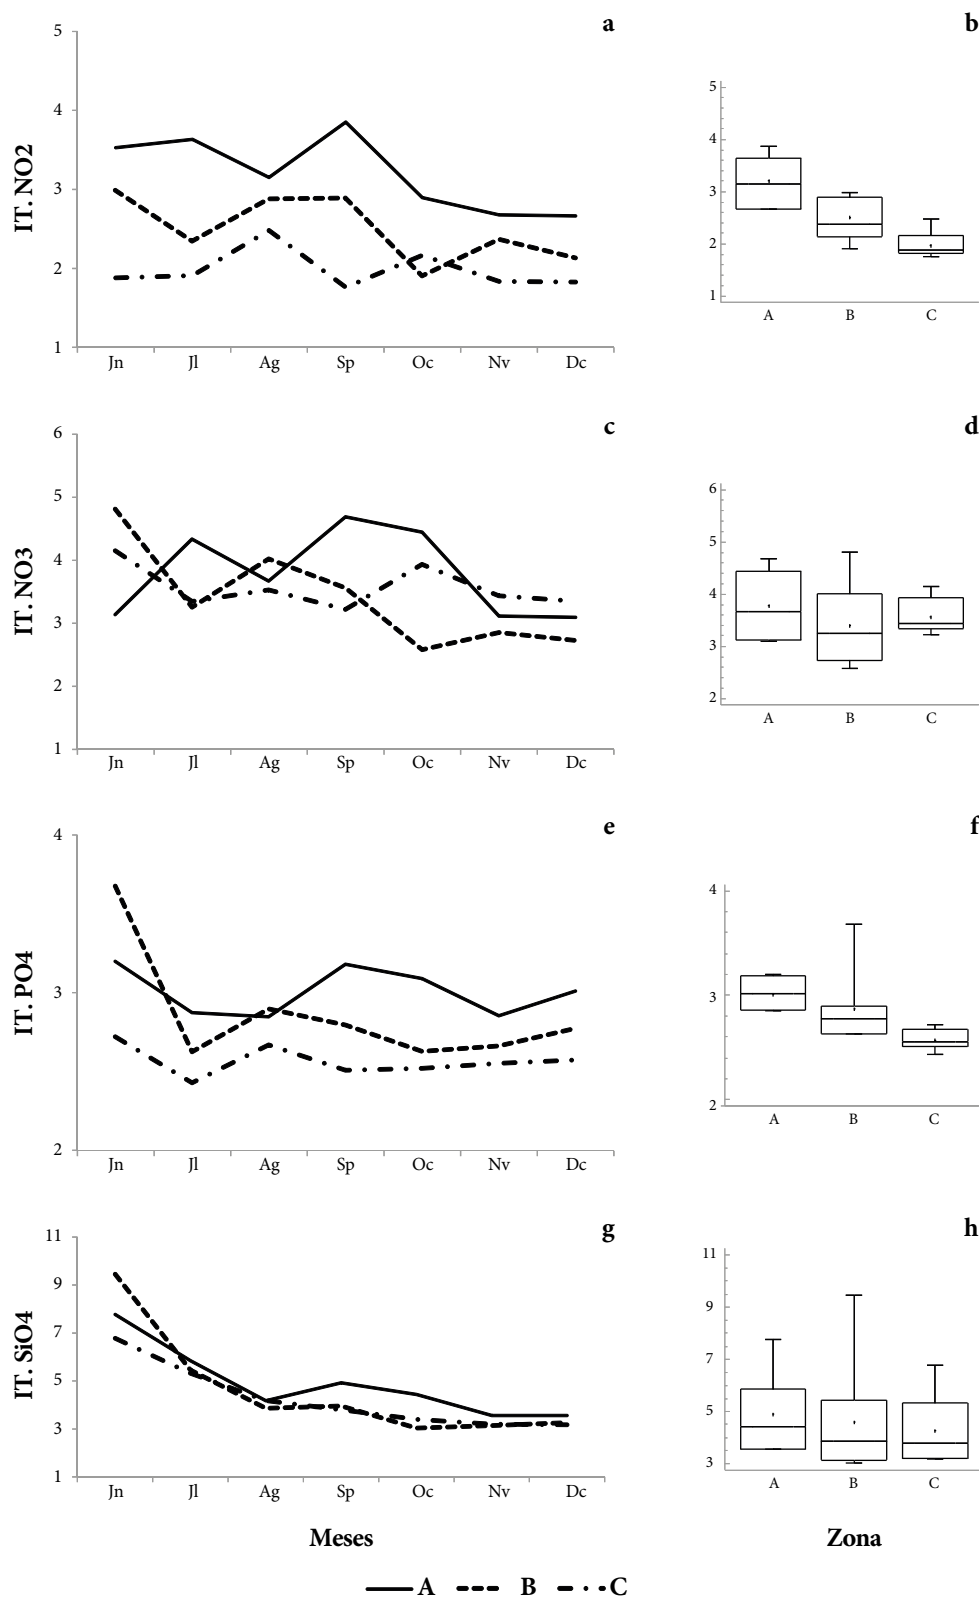 a
5
4
IT. NO2
3
2
1
Jn Jl Ag Sp Oc Nv Dc
b
5
4
3
2
1
A B C
c
6
5
4
IT. NO3
3
2
1
Jn Jl Ag Sp Oc Nv Dc
d
6
5
4
3
2
A B C
e
4
IT. PO4
3
2
Jn Jl Ag Sp Oc Nv Dc
f
4
3
2
A B C
g
11
9
7
IT. SiO4
5
3
1
Jn Jl Ag Sp Oc Nv Dc
Meses
h
11
9
7
5
3
A B C
Zona
A B C